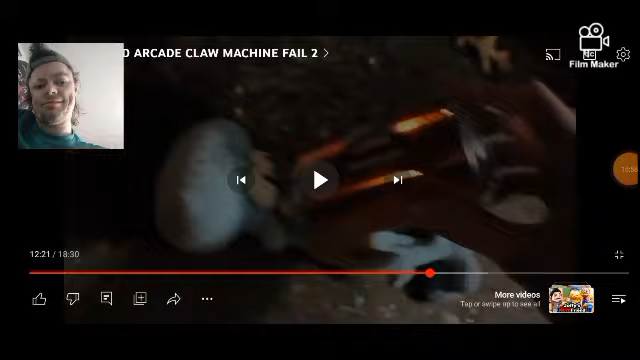 O ARCADE CLAW MACHINE FAIL 2
Film Maker
12:21 / 18:30
More videos
Tap or swipe up to see all